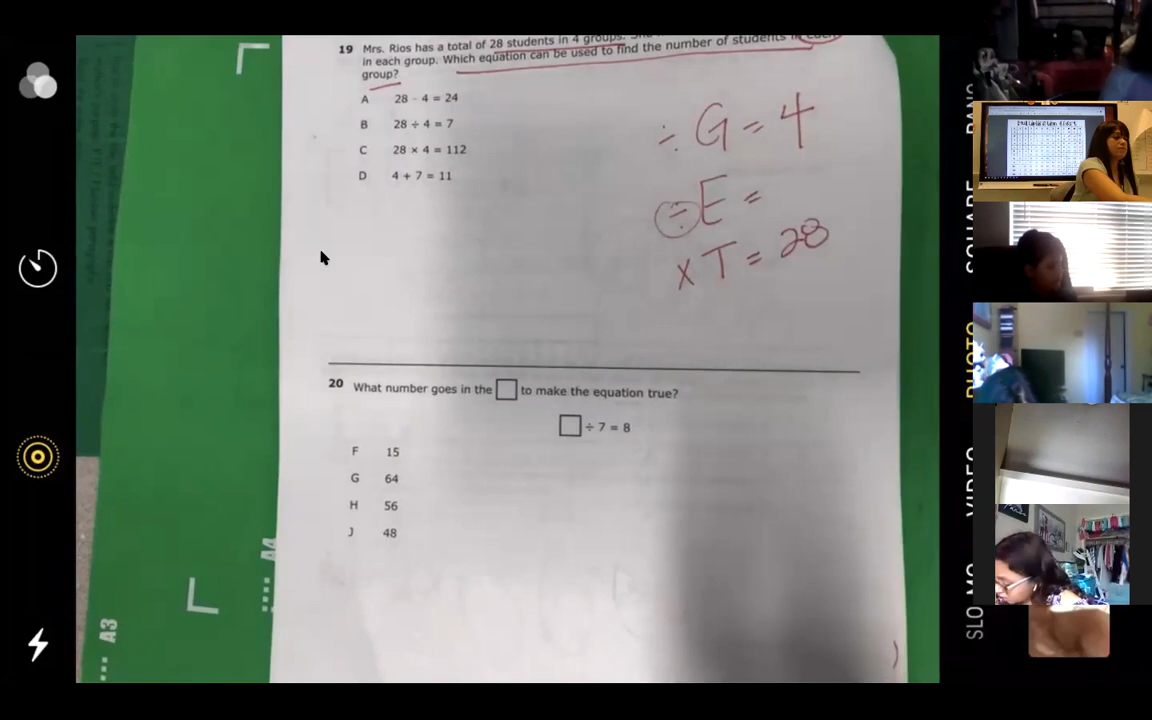 19 Mrs. Rios has a total of 28 students in 4 groups.
in each group. Which equation can be used to find the number of students in each
group?
A 28 - 4 = 24
B 28 ÷ 4 = 7
C 28 × 4 = 112
D 4 + 7 = 11
÷ G = 4
÷ E =
x T = 28
20 What number goes in the □ to make the equation true?
□ ÷ 7 = 8
F 15
G 64
H 56
J 48
A4
A3
PANO
SQUARE
PHOTO
VIDEO
SLO-MO